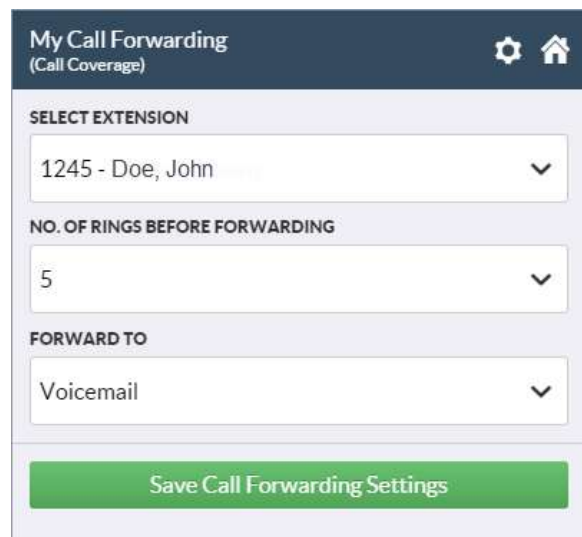 My Call Forwarding
(Call Coverage)
SELECT EXTENSION
1245 - Doe, John
NO. OF RINGS BEFORE FORWARDING
5
FORWARD TO
Voicemail
Save Call Forwarding Settings